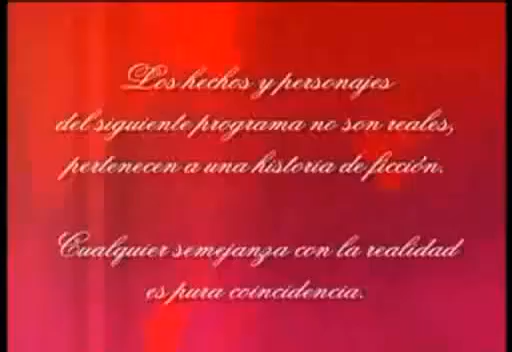 Los hechos y personajes
del siguiente programa no son reales,
pertenecen a una historia de ficción.
Cualquier semejanza con la realidad
es pura coincidencia.